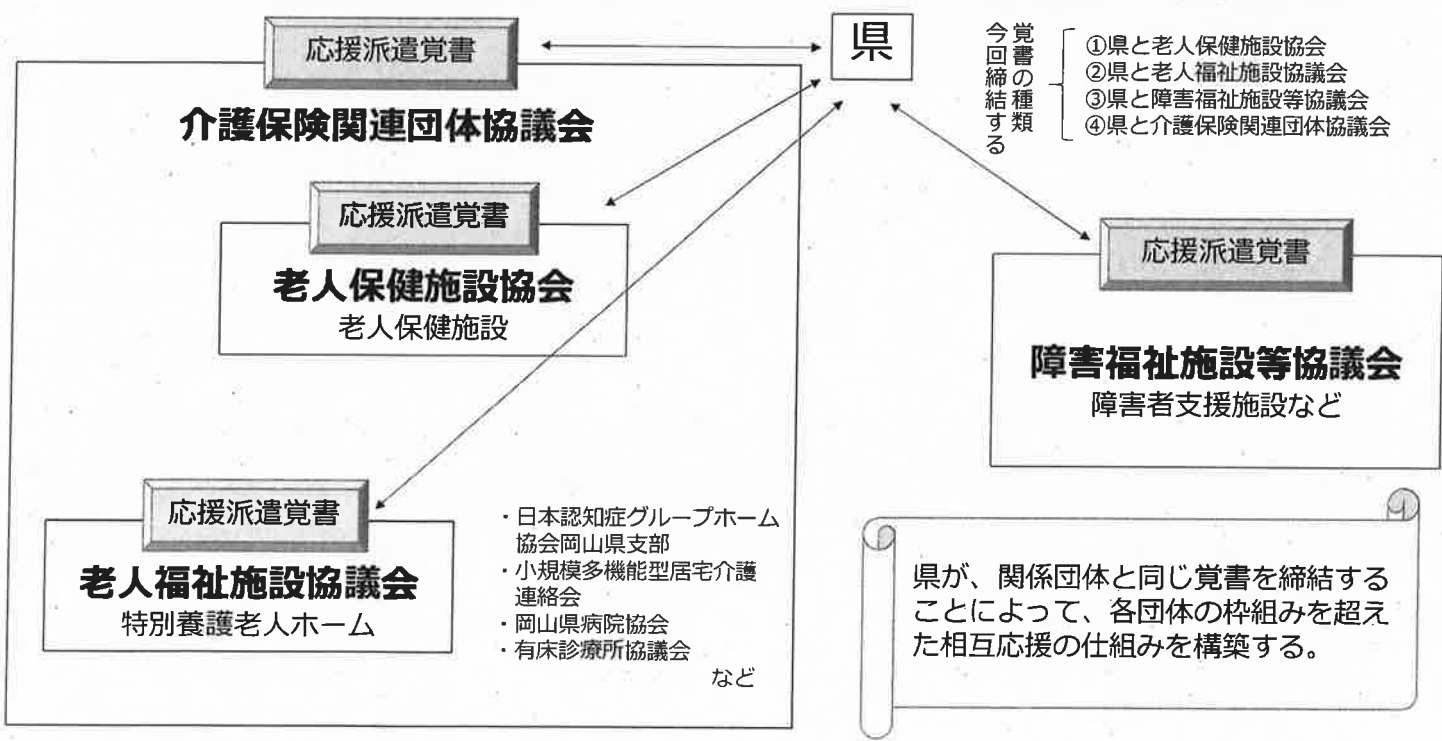 応援派遣覚書
県
介護保険関連団体協議会
今回締結する
覚書の種類
①県と老人保健施設協会
②県と老人福祉施設協議会
③県と障害福祉施設等協議会
④県と介護保険関連団体協議会
応援派遣覚書
老人保健施設協会
老人保健施設
応援派遣覚書
障害福祉施設等協議会
障害者支援施設など
応援派遣覚書
老人福祉施設協議会
特別養護老人ホーム
・日本認知症グループホーム
協会岡山県支部
・小規模多機能型居宅介護
連絡会
・岡山県病院協会
・有床診療所協議会
など
県が、関係団体と同じ覚書を締結する
ことによって、各団体の枠組みを超え
た相互応援の仕組みを構築する。